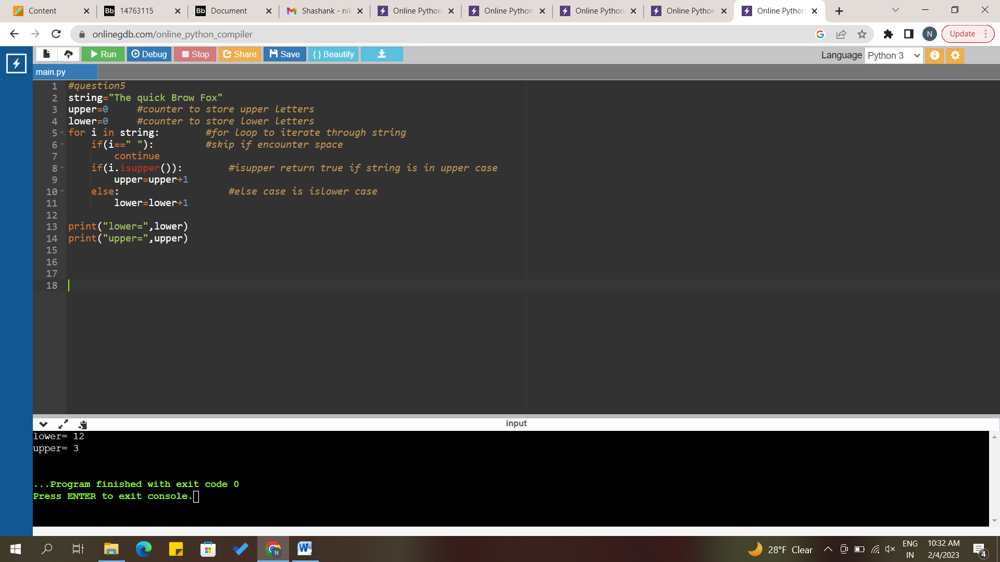 Content
14763115
Document
Shashank - nik
Online Python
Online Python
Online Python
Online Python
Online Python
onlinegdb.com/online_python_compiler
N
Update
Run
Debug
Stop
Share
Save
{ } Beautify
Language
Python 3
main.py
1 #question5
2 string="The quick Brow Fox"
3 upper=0     #counter to store upper letters
4 lower=0     #counter to store lower letters
5 for i in string:        #for loop to iterate through string
6     if(i==" "):         #skip if encounter space
7         continue
8     if(i.isupper()):        #isupper return true if string is in upper case
9         upper=upper+1
10     else:                   #else case is islower case
11         lower=lower+1
12
13 print("lower=",lower)
14 print("upper=",upper)
15
16
17
18
input
lower= 12
upper= 3
...Program finished with exit code 0
Press ENTER to exit console.
28°F Clear
ENG
IN
10:32 AM
2/4/2023
4